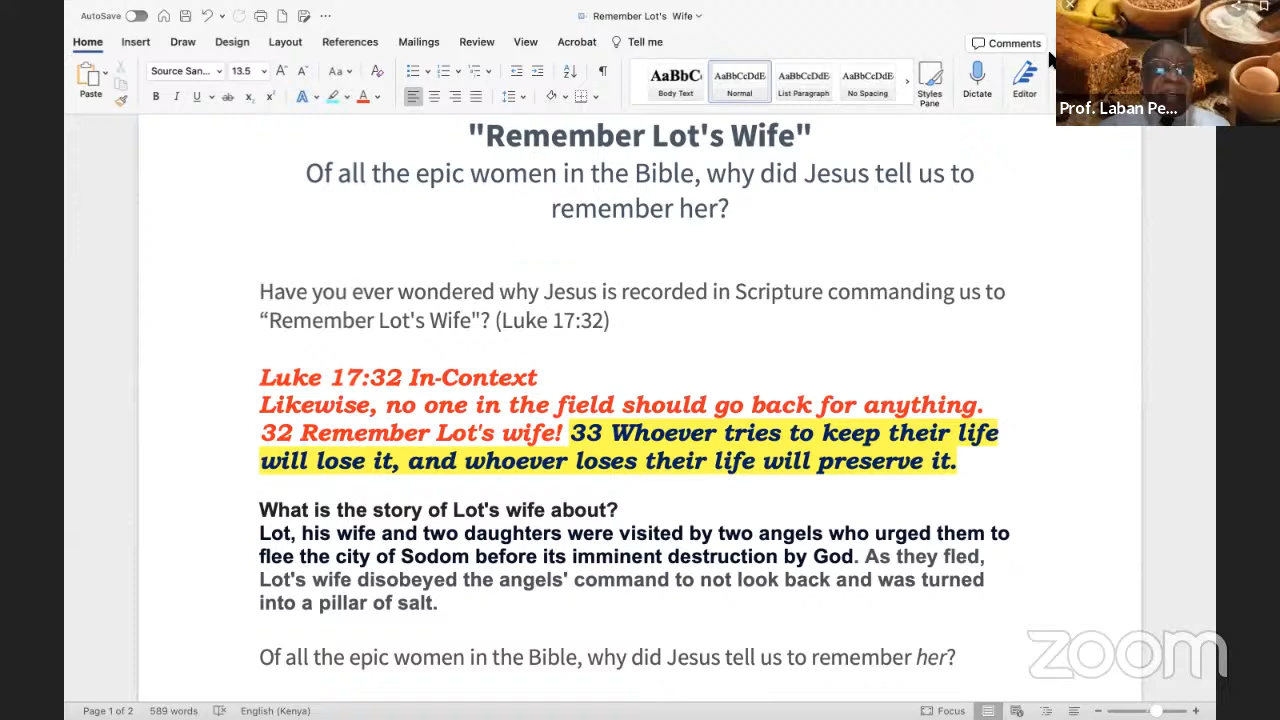 AutoSave
Remember Lot's Wife
Home Insert Draw Design Layout References Mailings Review View Acrobat Tell me
Comments
Paste
Source San... 13.5
Aa
B I U ab x₂ x²
A A
AaBbC AaBbCcDdE AaBbCcDdE AaBbCcDdE
Body Text Normal List Paragraph No Spacing
Styles Pane
Dictate
Editor
Prof. Laban Pe...
"Remember Lot's Wife"
Of all the epic women in the Bible, why did Jesus tell us to
remember her?
Have you ever wondered why Jesus is recorded in Scripture commanding us to
“Remember Lot's Wife"? (Luke 17:32)
Luke 17:32 In-Context
Likewise, no one in the field should go back for anything.
32 Remember Lot's wife! 33 Whoever tries to keep their life
will lose it, and whoever loses their life will preserve it.
What is the story of Lot's wife about?
Lot, his wife and two daughters were visited by two angels who urged them to
flee the city of Sodom before its imminent destruction by God. As they fled,
Lot's wife disobeyed the angels' command to not look back and was turned
into a pillar of salt.
Of all the epic women in the Bible, why did Jesus tell us to remember her?
zoom
Page 1 of 2 589 words English (Kenya) Focus